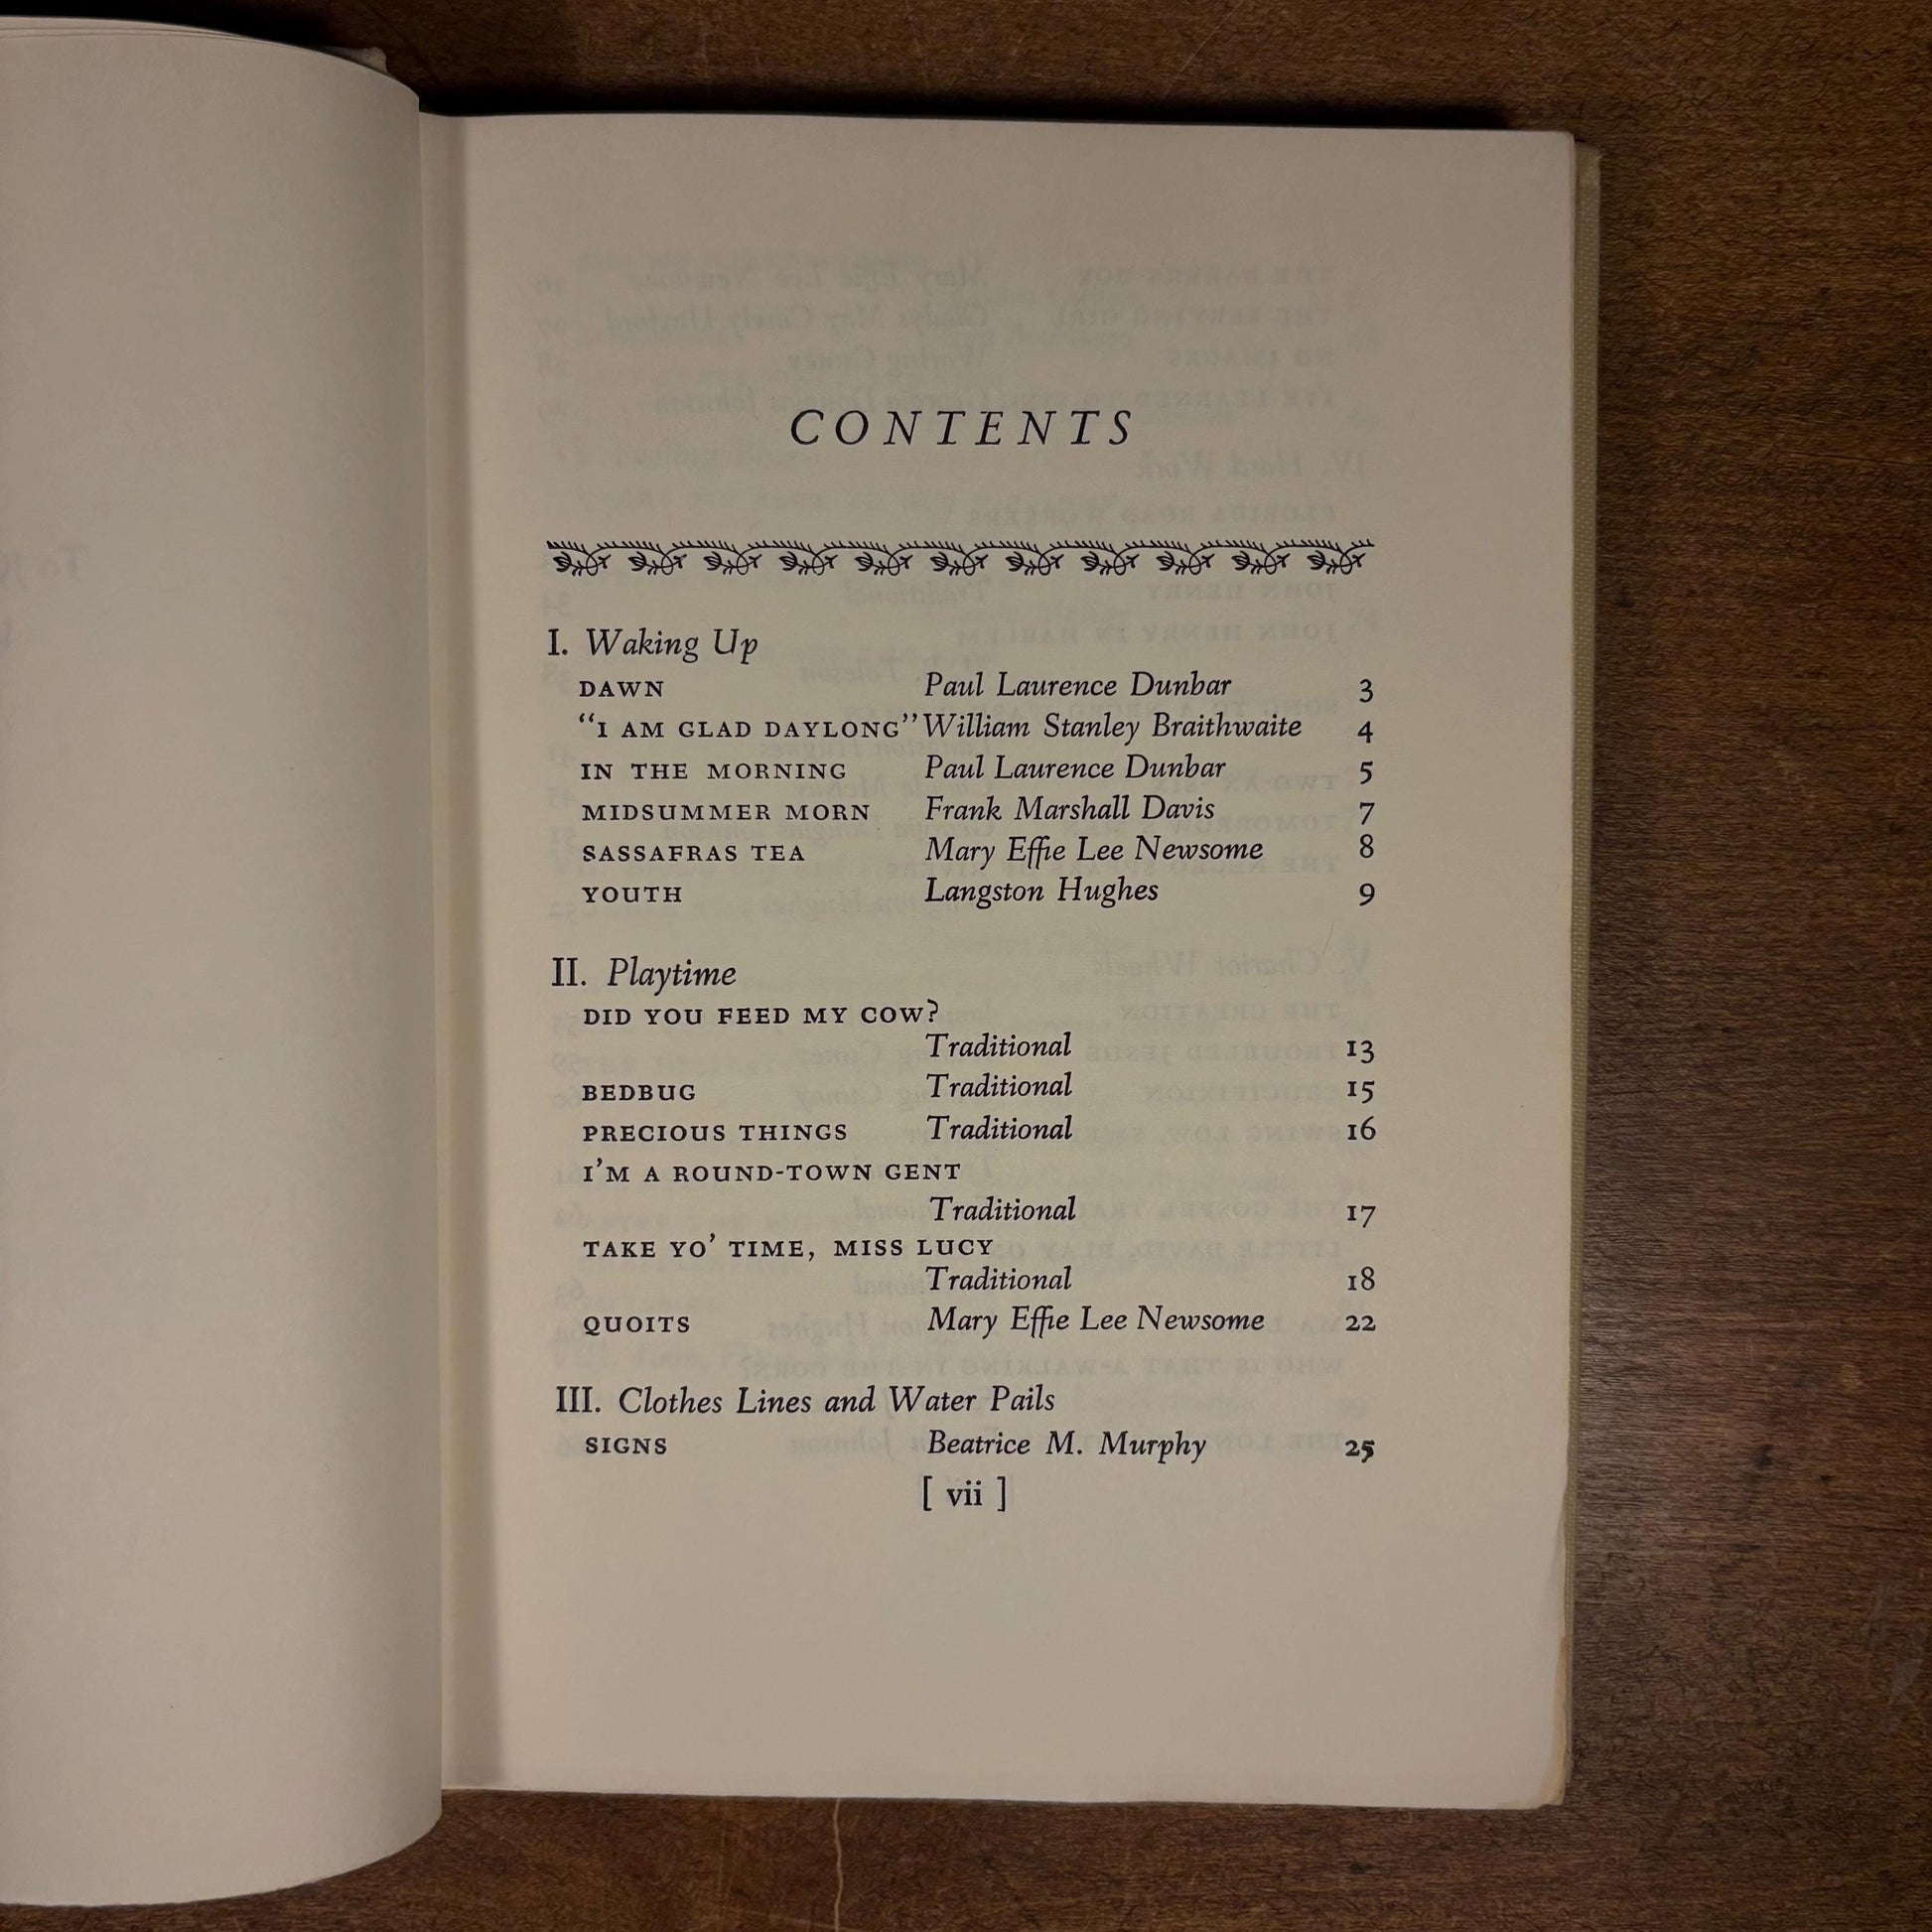 CONTENTS
I. Waking Up
DAWN Paul Laurence Dunbar 3
“I AM GLAD DAYLONG” William Stanley Braithwaite 4
IN THE MORNING Paul Laurence Dunbar 5
MIDSUMMER MORN Frank Marshall Davis 7
SASSAFRAS TEA Mary Effie Lee Newsome 8
YOUTH Langston Hughes 9
II. Playtime
DID YOU FEED MY COW?
Traditional 13
BEDBUG Traditional 15
PRECIOUS THINGS Traditional 16
I’M A ROUND-TOWN GENT
Traditional 17
TAKE YO’ TIME, MISS LUCY
Traditional 18
QUOITS Mary Effie Lee Newsome 22
III. Clothes Lines and Water Pails
SIGNS Beatrice M. Murphy 25
[ vii ]